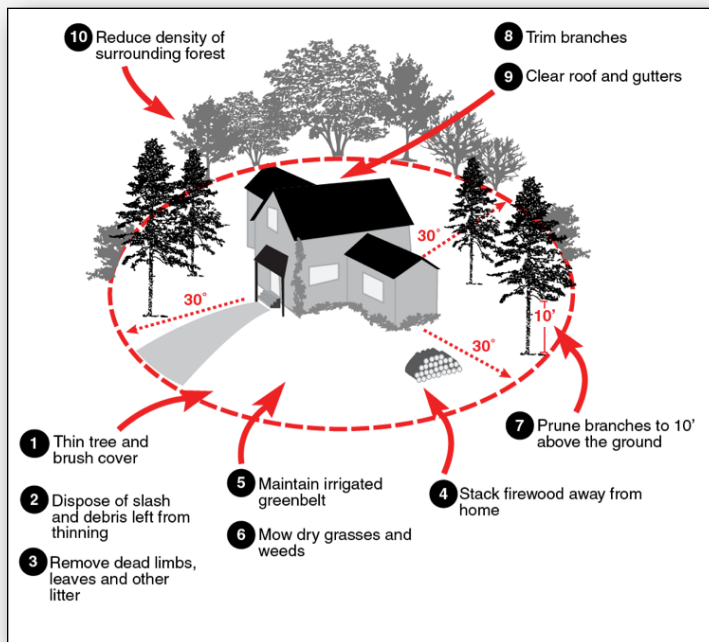 10 Reduce density of
surrounding forest
8 Trim branches
9 Clear roof and gutters
30°
30°
10’
30°
1 Thin tree and
brush cover
2 Dispose of slash
and debris left from
thinning
3 Remove dead limbs,
leaves and other
litter
5 Maintain irrigated
greenbelt
6 Mow dry grasses and
weeds
4 Stack firewood away from
home
7 Prune branches to 10’
above the ground